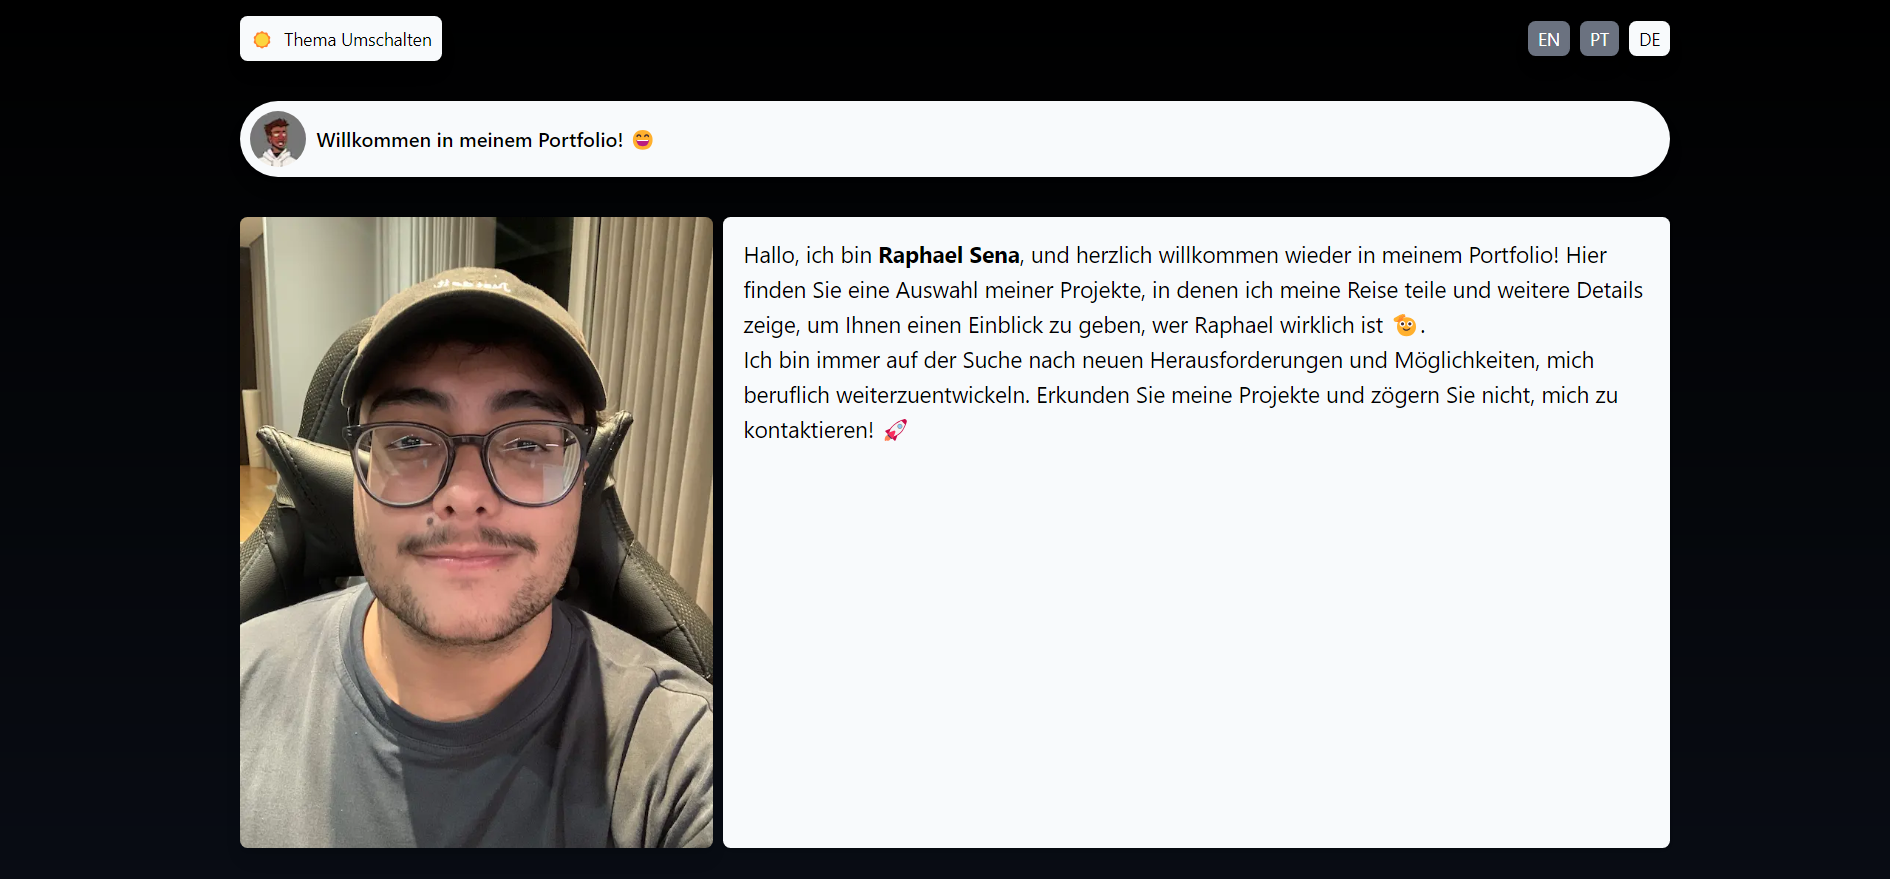 Thema Umschalten
EN PT DE
Willkommen in meinem Portfolio! 😄
Hallo, ich bin Raphael Sena, und herzlich willkommen wieder in meinem Portfolio! Hier
finden Sie eine Auswahl meiner Projekte, in denen ich meine Reise teile und weitere Details
zeige, um Ihnen einen Einblick zu geben, wer Raphael wirklich ist 🫡.
Ich bin immer auf der Suche nach neuen Herausforderungen und Möglichkeiten, mich
beruflich weiterzuentwickeln. Erkunden Sie meine Projekte und zögern Sie nicht, mich zu
kontaktieren! 🚀